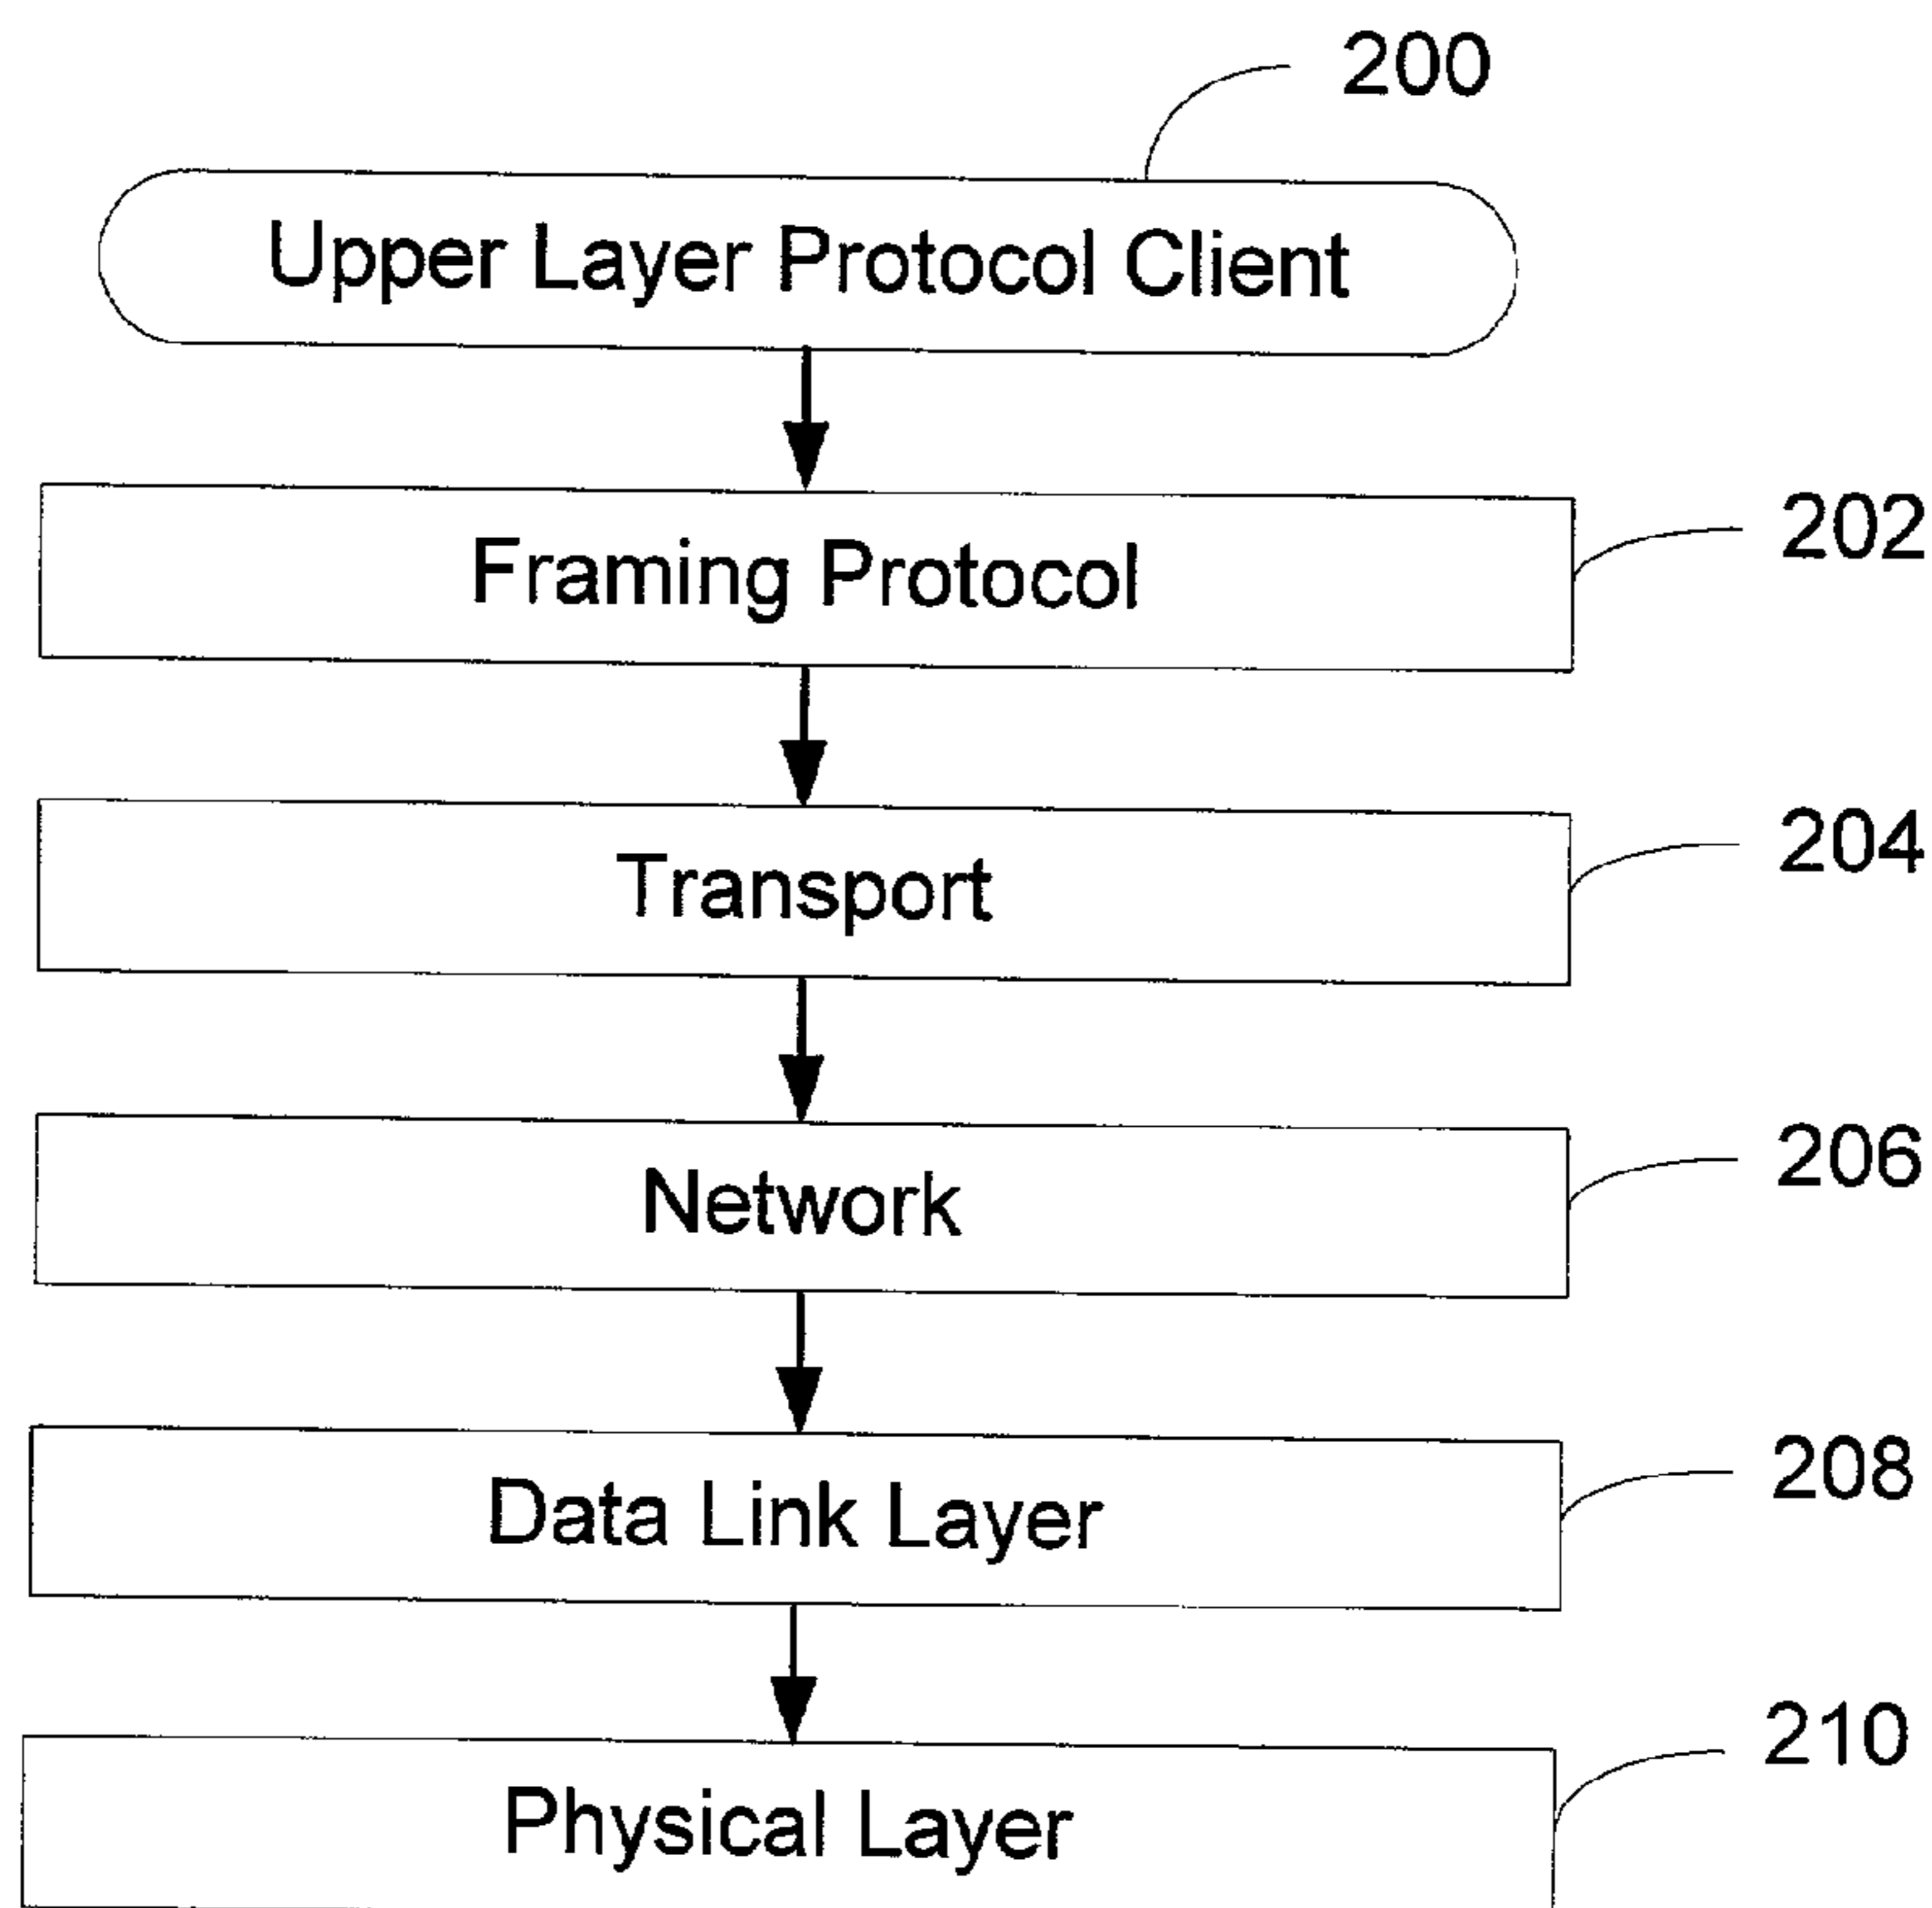 200
Upper Layer Protocol Client
Framing Protocol
202
Transport
204
Network
206
Data Link Layer
208
Physical Layer
210